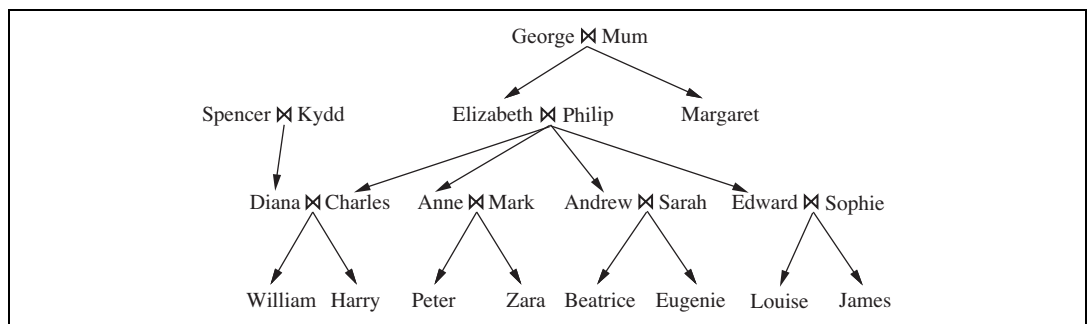 George ⋈ Mum
Spencer ⋈ Kydd Elizabeth ⋈ Philip Margaret
Diana ⋈ Charles Anne ⋈ Mark Andrew ⋈ Sarah Edward ⋈ Sophie
William Harry Peter Zara Beatrice Eugenie Louise James